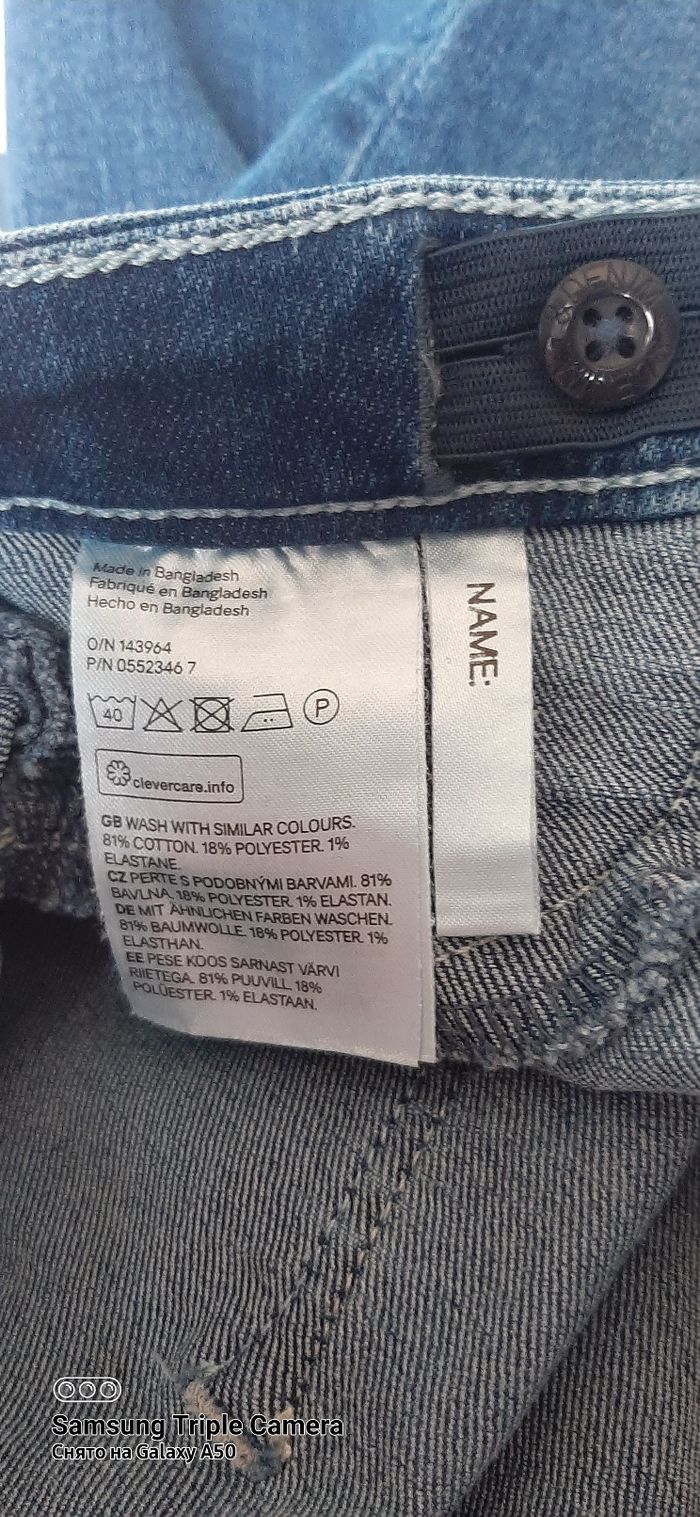 DENIM
Made in Bangladesh
Fabriqué en Bangladesh
Hecho en Bangladesh
NAME:
O/N 143964
P/N 0552346 7
40
P
clevercare.info
GB WASH WITH SIMILAR COLOURS.
81% COTTON. 18% POLYESTER. 1%
ELASTANE.
CZ PERTE S PODOBNÝMI BARVAMI. 81%
BAVLNA. 18% POLYESTER. 1% ELASTAN.
DE MIT ÄHNLICHEN FARBEN WASCHEN.
81% BAUMWOLLE. 18% POLYESTER. 1%
ELASTHAN.
EE PESE KOOS SARNAST VÄRVI
RIIETEGA. 81% PUUVILL. 18%
POLÜESTER. 1% ELASTAAN.
Samsung Triple Camera
Снято на Galaxy A50